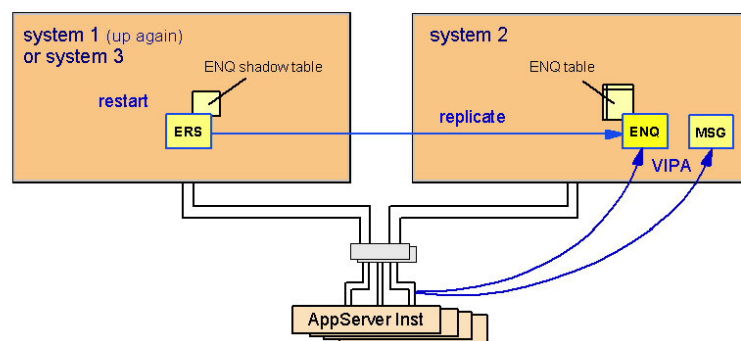 system 1 (up again)
or system 3
ENQ shadow table
restart
ERS
replicate
system 2
ENQ table
ENQ
MSG
VIPA
AppServer Inst